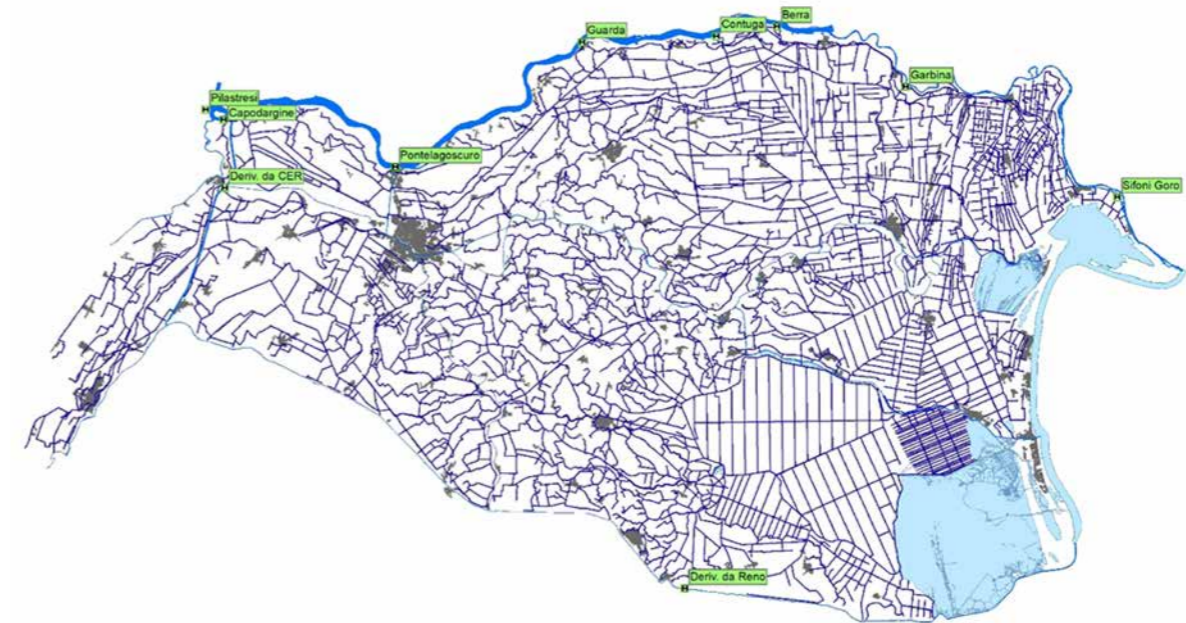 Berra
Contuga
Guarda
Garbina
Pilastresi
Capodargine
Pontelagoscuro
Deriv. da CER
Sifoni Goro
Deriv. da Reno